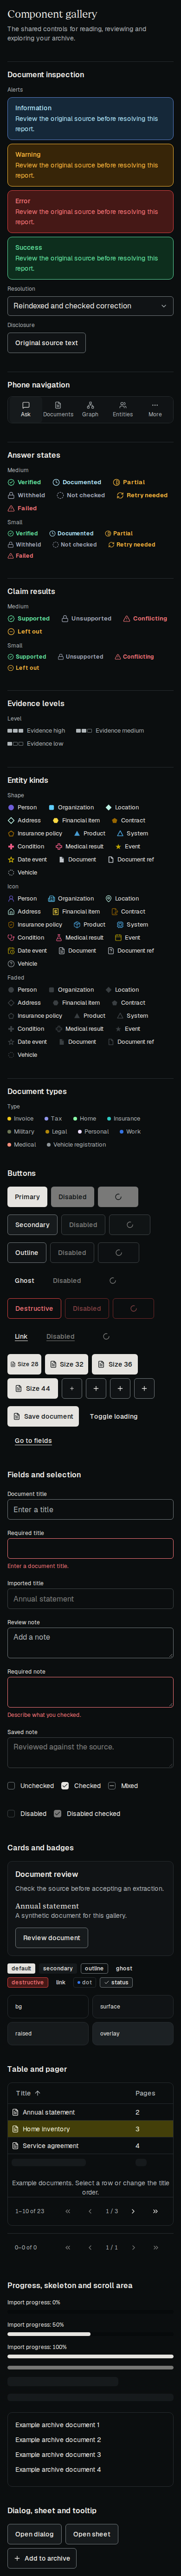 Component gallery
The shared controls for reading, reviewing and
exploring your archive.
Document inspection
Alerts
Information
Review the original source before resolving this
report.
Warning
Review the original source before resolving this
report.
Error
Review the original source before resolving this
report.
Success
Review the original source before resolving this
report.
Resolution
Reindexed and checked correction
Disclosure
Original source text
Phone navigation
Ask Documents Graph Entities More
Answer states
Medium
Verified Documented Partial
Withheld Not checked Retry needed
Failed
Small
Verified Documented Partial
Withheld Not checked Retry needed
Failed
Claim results
Medium
Supported Unsupported Conflicting
Left out
Small
Supported Unsupported Conflicting
Left out
Evidence levels
Level
Evidence high Evidence medium
Evidence low
Entity kinds
Shape
Person Organization Location
Address Financial item Contract
Insurance policy Product System
Condition Medical result Event
Date event Document Document ref
Vehicle
Icon
Person Organization Location
Address Financial item Contract
Insurance policy Product System
Condition Medical result Event
Date event Document Document ref
Vehicle
Faded
Person Organization Location
Address Financial item Contract
Insurance policy Product System
Condition Medical result Event
Date event Document Document ref
Vehicle
Document types
Type
Invoice Tax Home Insurance
Military Legal Personal Work
Medical Vehicle registration
Buttons
Primary Disabled
Secondary Disabled
Outline Disabled
Ghost Disabled
Destructive Disabled
Link Disabled
Size 28 Size 32 Size 36
Size 44
Save document Toggle loading
Go to fields
Fields and selection
Document title
Enter a title
Required title
Enter a document title.
Imported title
Annual statement
Review note
Add a note
Required note
Describe what you checked.
Saved note
Reviewed against the source.
Unchecked Checked Mixed
Disabled Disabled checked
Cards and badges
Document review
Check the source before accepting an extraction.
Annual statement
A synthetic document for this gallery.
Review document
default secondary outline ghost
destructive link dot status
bg surface
raised overlay
Table and pager
Title Pages
Annual statement 2
Home inventory 3
Service agreement 4
Example documents. Select a row or change the title
order.
1–10 of 23 1 / 3
0–0 of 0 1 / 1
Progress, skeleton and scroll area
Import progress: 0%
Import progress: 50%
Import progress: 100%
Example archive document 1
Example archive document 2
Example archive document 3
Example archive document 4
Dialog, sheet and tooltip
Open dialog Open sheet
Add to archive